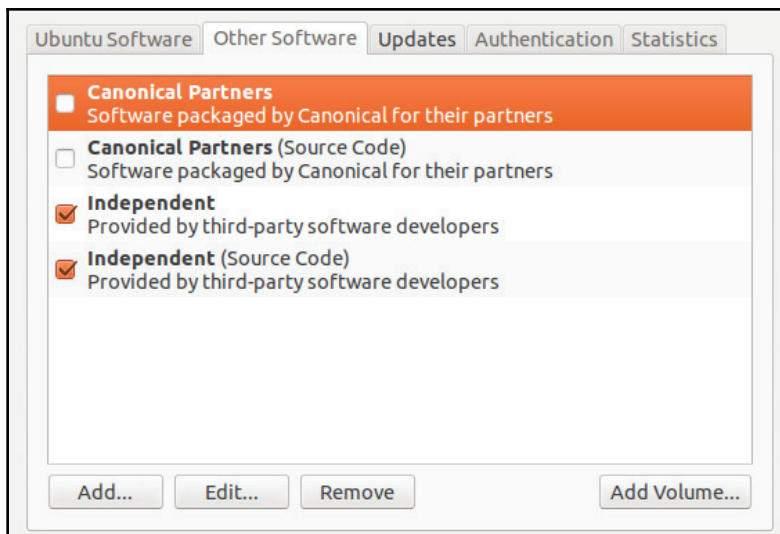 Ubuntu Software Other Software Updates Authentication Statistics
Canonical Partners
Software packaged by Canonical for their partners
Canonical Partners (Source Code)
Software packaged by Canonical for their partners
Independent
Provided by third-party software developers
Independent (Source Code)
Provided by third-party software developers
Add... Edit... Remove Add Volume...